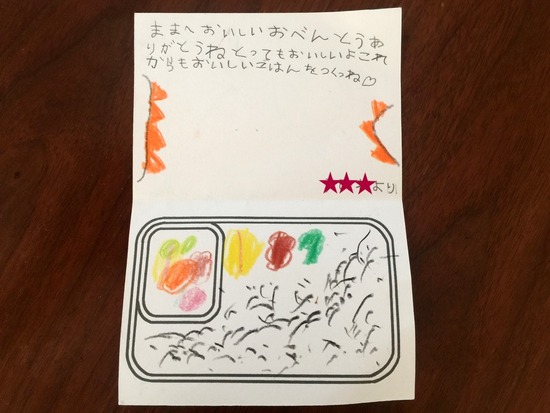 ままへおいしいおべんとうあ
りがとうねとってもおいしいよこれ
からもおいしいごはんをつくってね♡
★★★より